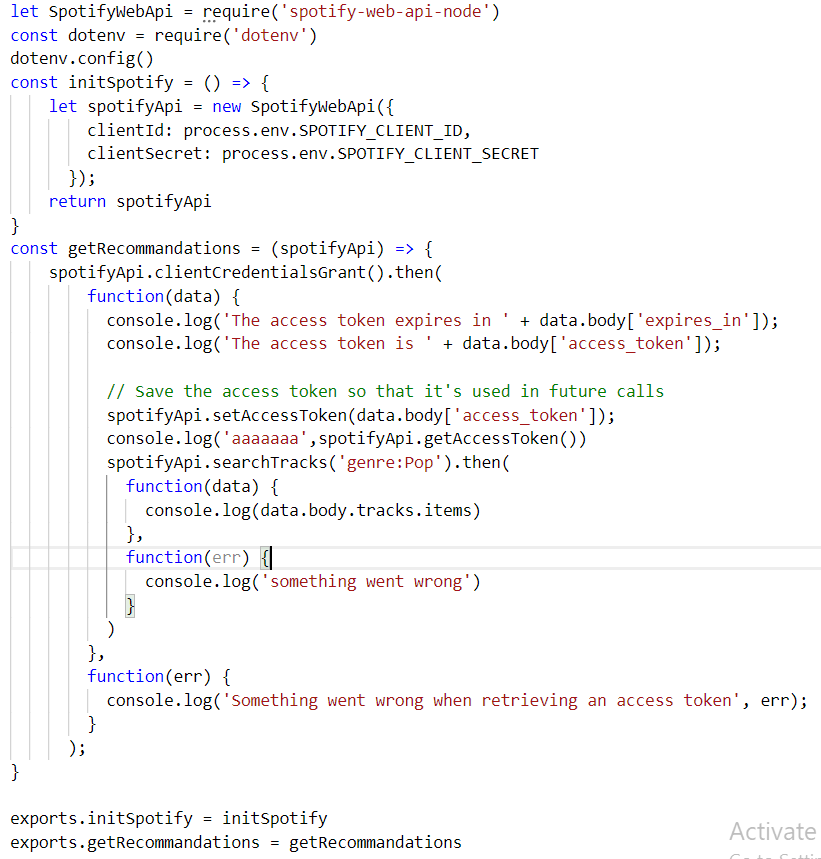 let SpotifyWebApi = require('spotify-web-api-node')
const dotenv = require('dotenv')
dotenv.config()
const initSpotify = () => {
    let spotifyApi = new SpotifyWebApi({
        clientId: process.env.SPOTIFY_CLIENT_ID,
        clientSecret: process.env.SPOTIFY_CLIENT_SECRET
      });
    return spotifyApi
}
const getRecommandations = (spotifyApi) => {
    spotifyApi.clientCredentialsGrant().then(
        function(data) {
          console.log('The access token expires in ' + data.body['expires_in']);
          console.log('The access token is ' + data.body['access_token']);

          // Save the access token so that it's used in future calls
          spotifyApi.setAccessToken(data.body['access_token']);
          console.log('aaaaaaa',spotifyApi.getAccessToken())
          spotifyApi.searchTracks('genre:Pop').then(
            function(data) {
              console.log(data.body.tracks.items)
            },
            function(err) {
              console.log('something went wrong')
            }
          )
        },
        function(err) {
          console.log('Something went wrong when retrieving an access token', err);
        }
      );
}

exports.initSpotify = initSpotify
exports.getRecommandations = getRecommandations
Activate